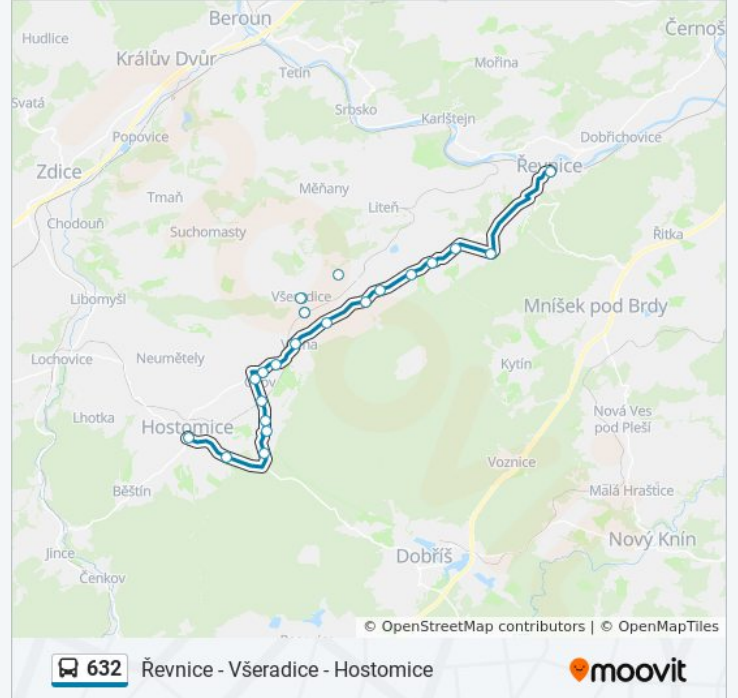 Beroun
Černoš
Hudlice
Králův Dvůr
Mořina
Tetín
Svatá
Srbsko
Karlštejn
Popovice
Dobřichovice
Řevnice
Zdice
Měňany
Tmaň
Liteň
Chodouň
Suchomasty
Řitka
Všeradice
Libomyšl
Mníšek pod Brdy
Lochovice
Neumětely
Kytín
Lhotka
Nová Ves
pod Pleší
Hostomice
Voznice
Běštín
Malá Hraštice
Nový Knín
Jince
Dobříš
Čenkov
© OpenStreetMap contributors | © OpenMapTiles
632 Řevnice - Všeradice - Hostomice
moovit